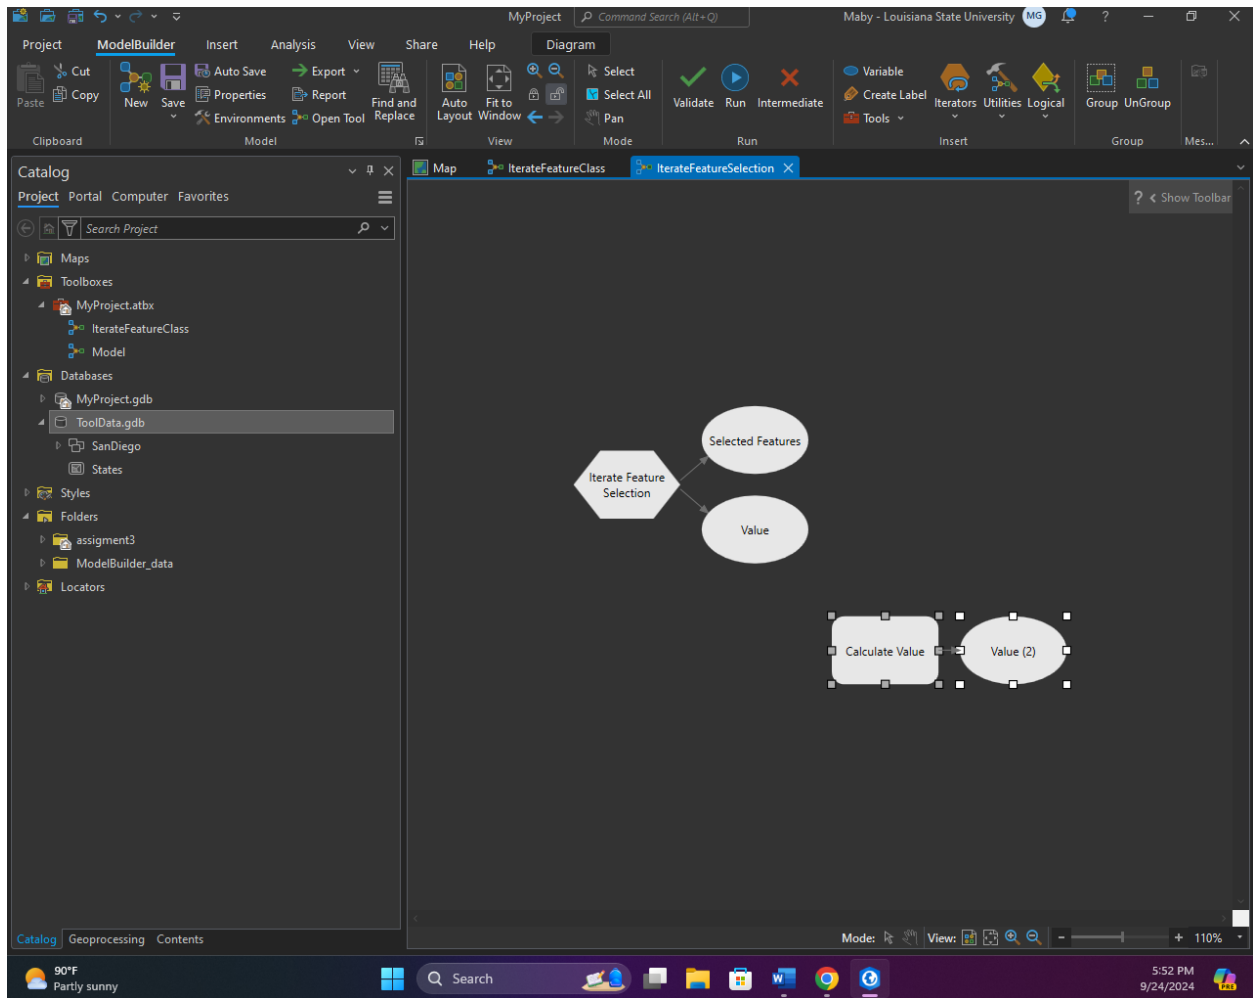 MyProject
Command Search (Alt+Q)
Maby - Louisiana State University
MG
?
Project
ModelBuilder
Insert
Analysis
View
Share
Help
Diagram
Paste
Cut
Copy
Clipboard
New
Save
Auto Save
Properties
Environments
Export
Report
Open Tool
Find and
Replace
Model
Auto
Layout
Fit to
Window
View
Select
Select All
Pan
Mode
Validate
Run
Intermediate
Run
Variable
Create Label
Tools
Iterators
Utilities
Logical
Insert
Group
UnGroup
Group
Mes...
Catalog
Project
Portal
Computer
Favorites
Search Project
Maps
Toolboxes
MyProject.atbx
IterateFeatureClass
Model
Databases
MyProject.gdb
ToolData.gdb
SanDiego
States
Styles
Folders
assigment3
ModelBuilder_data
Locators
Catalog
Geoprocessing
Contents
Map
IterateFeatureClass
IterateFeatureSelection
? Show Toolbar
Selected Features
Iterate Feature
Selection
Value
Calculate Value
Value (2)
Mode:
View:
- + 110%
90°F
Partly sunny
Search
5:52 PM
9/24/2024
PRE